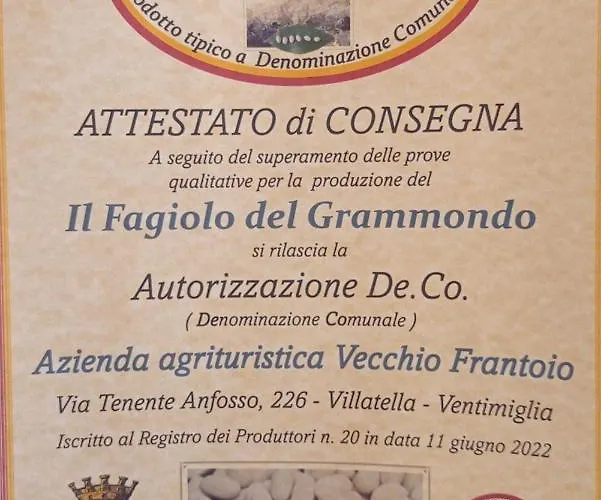 Prodotto tipico a Denominazione Comunale
ATTESTATO di CONSEGNA
A seguito del superamento delle prove
qualitative per la produzione del
Il Fagiolo del Grammondo
si rilascia la
Autorizzazione De.Co.
( Denominazione Comunale )
Azienda agrituristica Vecchio Frantoio
Via Tenente Anfosso, 226 - Villatella - Ventimiglia
Iscritto al Registro dei Produttori n. 20 in data 11 giugno 2022